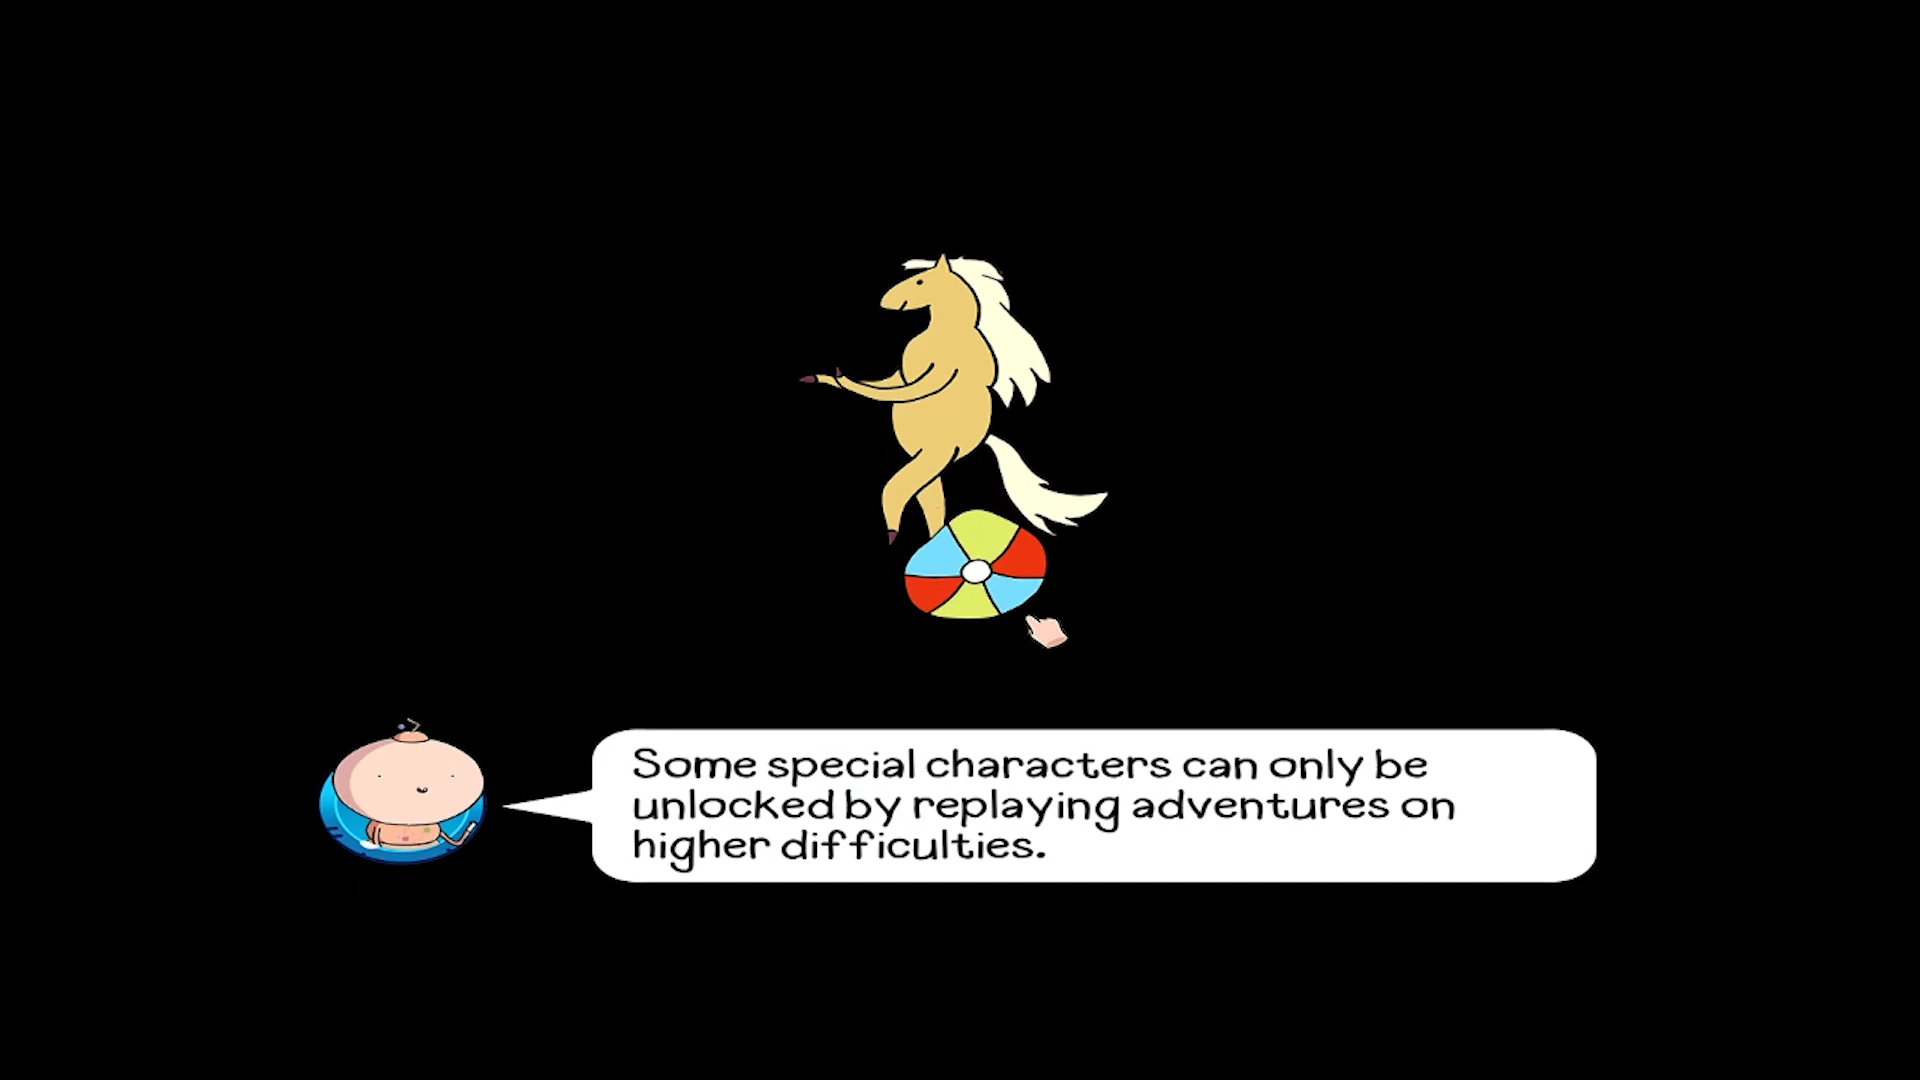 Some special characters can only be
unlocked by replaying adventures on
higher difficulties.